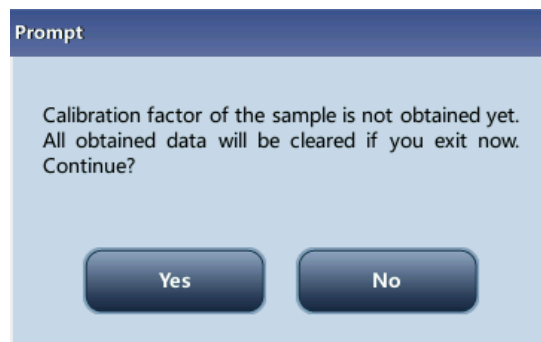 Prompt
Calibration factor of the sample is not obtained yet.
All obtained data will be cleared if you exit now.
Continue?
Yes
No